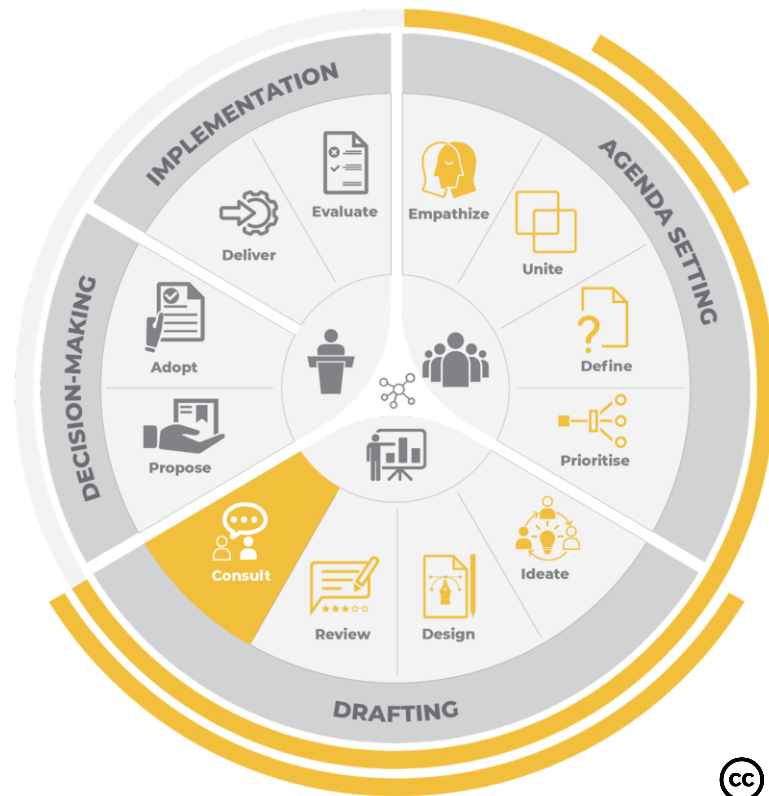 IMPLEMENTATION
AGENDA SETTING
DECISION-MAKING
DRAFTING
Evaluate
Empathize
Deliver
Unite
Adopt
Define
Propose
Prioritise
Consult
Ideate
Review
Design
?
cc